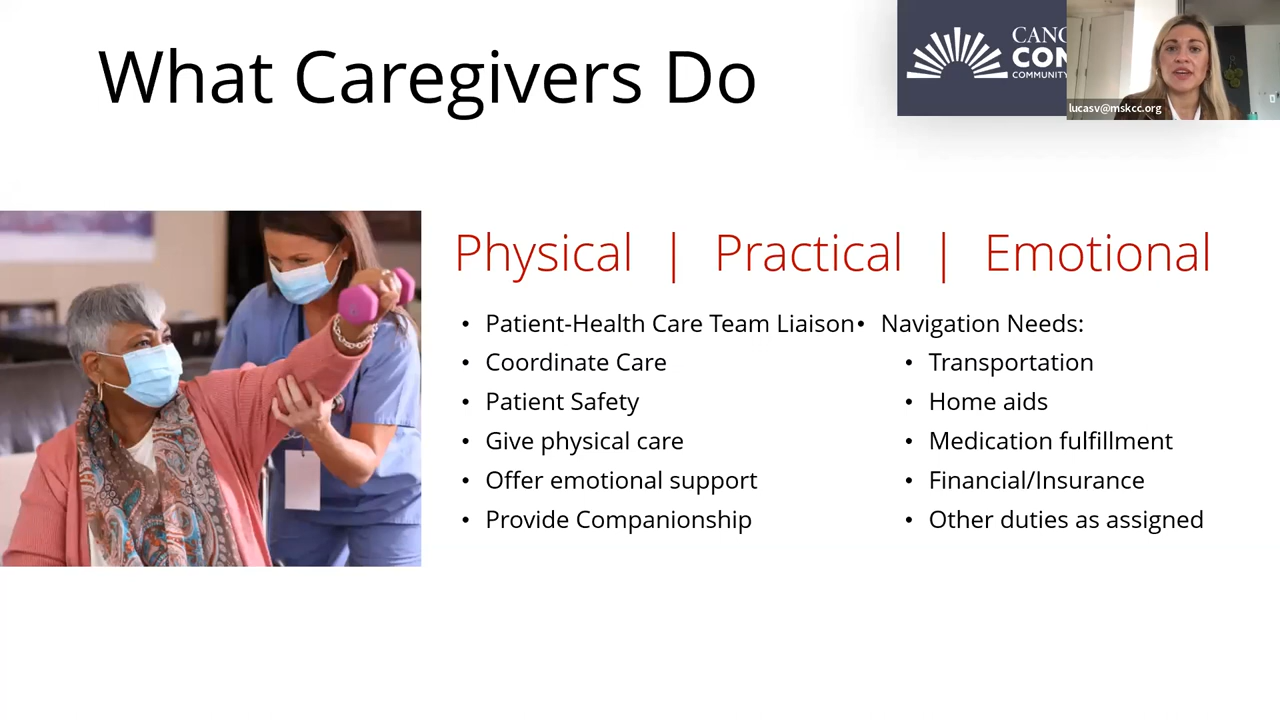 What Caregivers Do
CANC
CON
COMMUNITY
lucasv@mskcc.org
Physical | Practical | Emotional
• Patient-Health Care Team Liaison
• Coordinate Care
• Patient Safety
• Give physical care
• Offer emotional support
• Provide Companionship
• Navigation Needs:
• Transportation
• Home aids
• Medication fulfillment
• Financial/Insurance
• Other duties as assigned